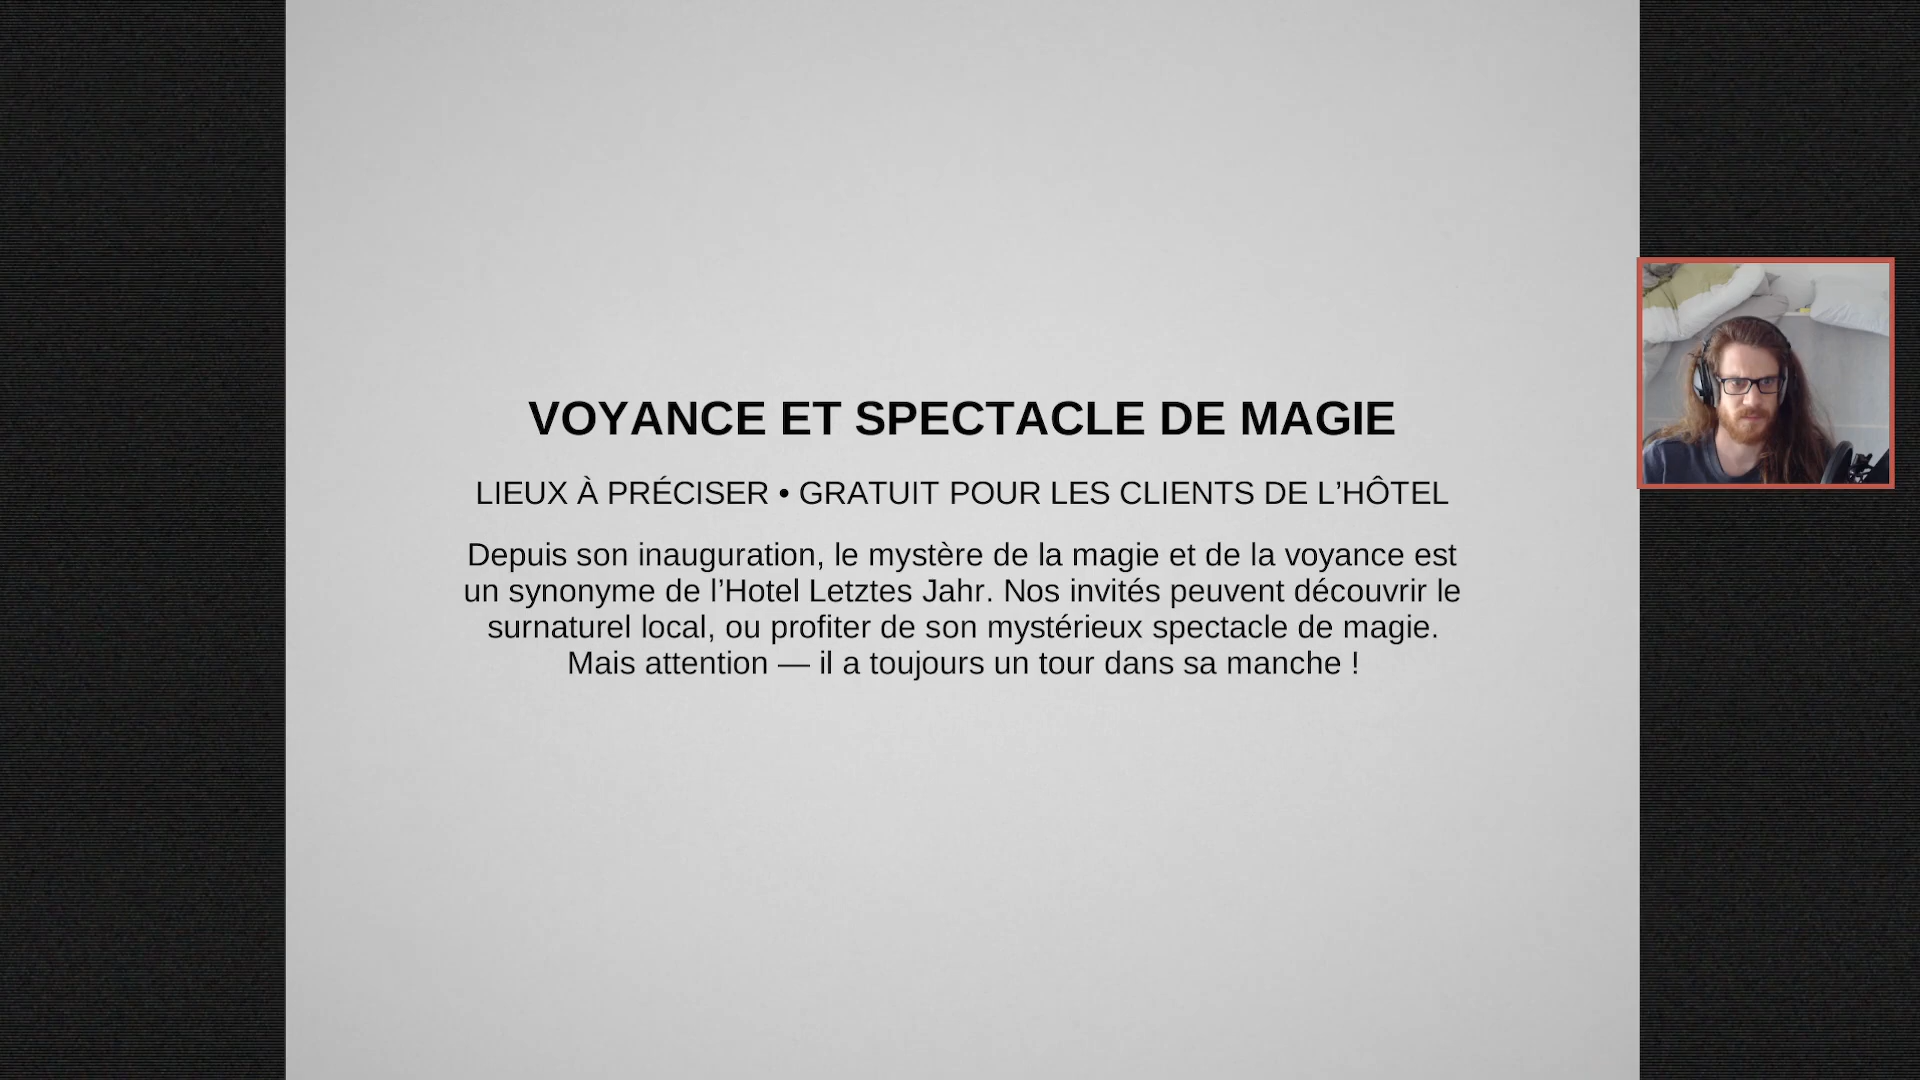 VOYANCE ET SPECTACLE DE MAGIE
LIEUX À PRÉCISER • GRATUIT POUR LES CLIENTS DE L’HÔTEL
Depuis son inauguration, le mystère de la magie et de la voyance est
un synonyme de l’Hotel Letztes Jahr. Nos invités peuvent découvrir le
surnaturel local, ou profiter de son mystérieux spectacle de magie.
Mais attention — il a toujours un tour dans sa manche !